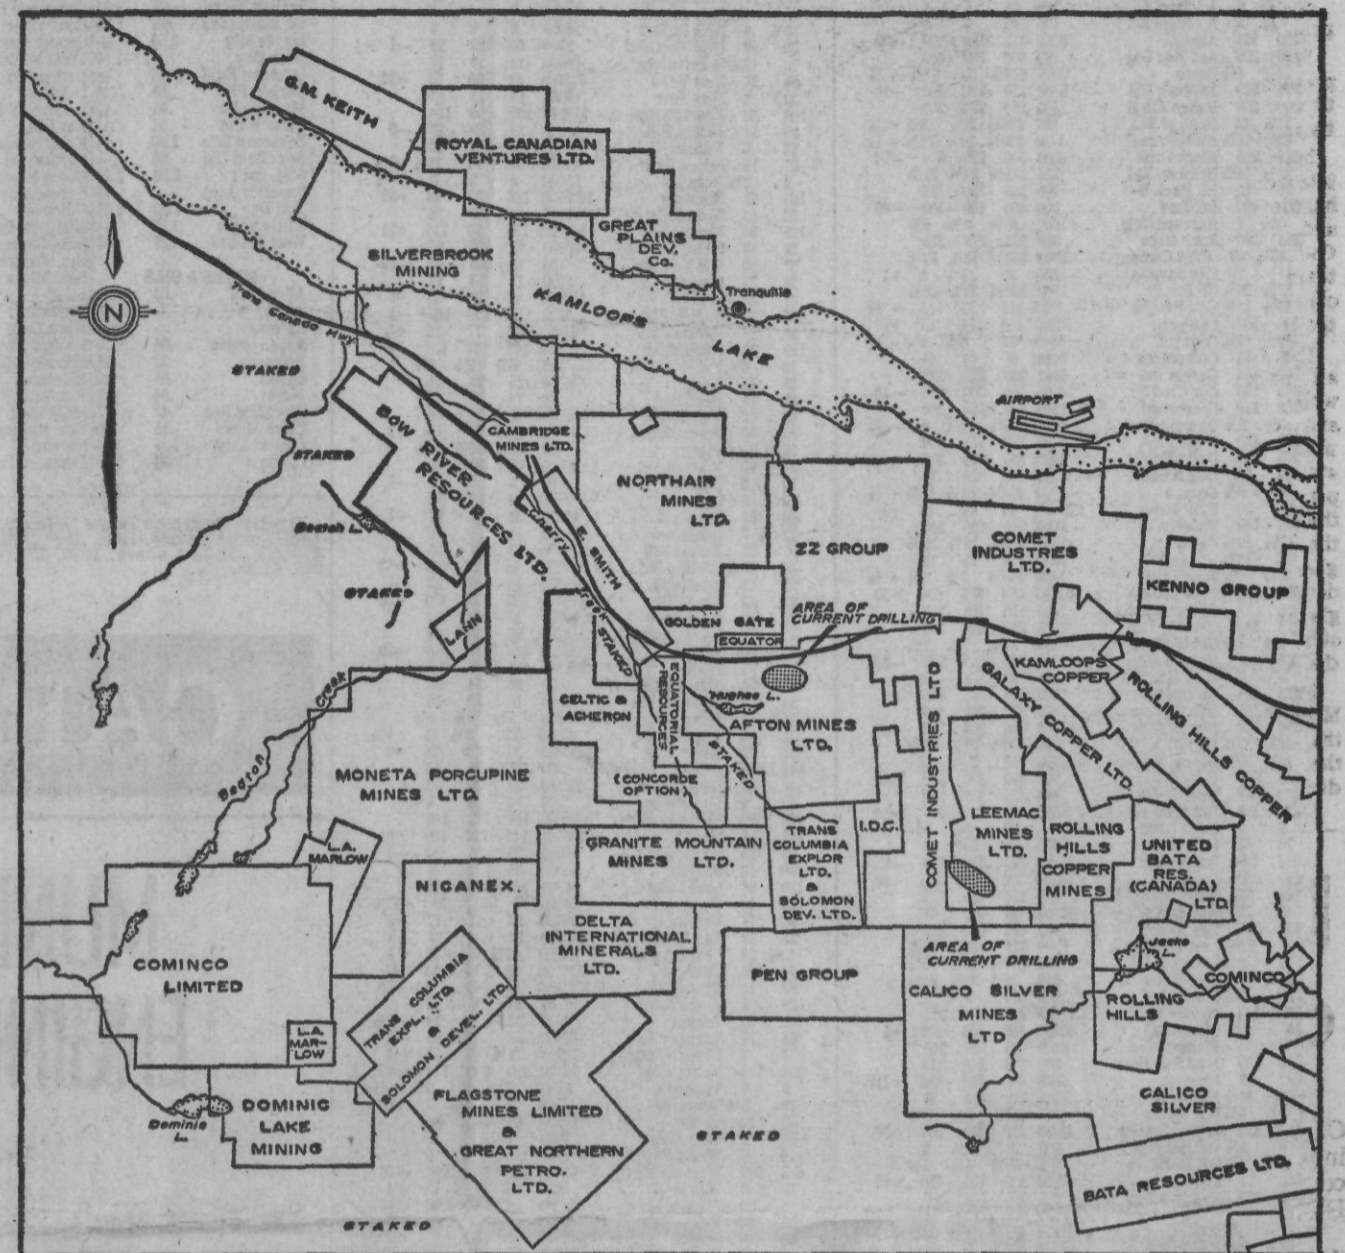 G.M. KEITH
ROYAL CANADIAN
VENTURES LTD.
GREAT
PLAINS
DEV.
Co.
SILVERBROOK
MINING
KAMLOOPS
LAKE
Tranquille
N
Trans
Canada Hwy.
STAKED
AIRPORT
BOW
RIVER
RESOURCES LTD.
CAMBRIDGE
MINES LTD.
STAKED
NORTHAIR
MINES
LTD.
E. SMITH
Cherry
Creek
ZZ GROUP
COMET
INDUSTRIES
LTD.
KENNO GROUP
STAKED
LANN
STAKED
GOLDEN GATE
EQUATOR
AREA OF
CURRENT DRILLING
KAMLOOPS
COPPER
ROLLING HILLS COPPER
GALAXY COPPER LTD.
CELTIC &
ACHERON
EQUATORIAL
RESOURCES
Hughes L.
AFTON MINES
LTD.
STAKED
COMET INDUSTRIES LTD
(CONCORDE
OPTION)
Creek
MONETA PORCUPINE
MINES LTD.
LEEMAC
MINES
LTD.
I.D.C.
TRANS
COLUMBIA
EXPLOR
LTD.
&
SOLOMON
DEV. LTD.
ROLLING
HILLS
COPPER
MINES
UNITED
BATA
RES.
(CANADA)
LTD.
GRANITE MOUNTAIN
MINES LTD.
L.A.
MARLOW
NICANEX
DELTA
INTERNATIONAL
MINERALS
LTD.
AREA OF
CURRENT DRILLING
Jacko
L.
COMINCO
LIMITED
TRANS COLUMBIA
EXPL. LTD.
&
SOLOMON DEVEL. LTD.
PEN GROUP
CALICO SILVER
MINES
LTD
ROLLING
HILLS
COMINCO
L.A.
MAR-
LOW
DOMINIC
LAKE
MINING
Dominic
L.
FLAGSTONE
MINES LIMITED
&
GREAT NORTHERN
PETRO.
LTD.
STAKED
CALICO
SILVER
BATA RESOURCES LTD.
STAKED